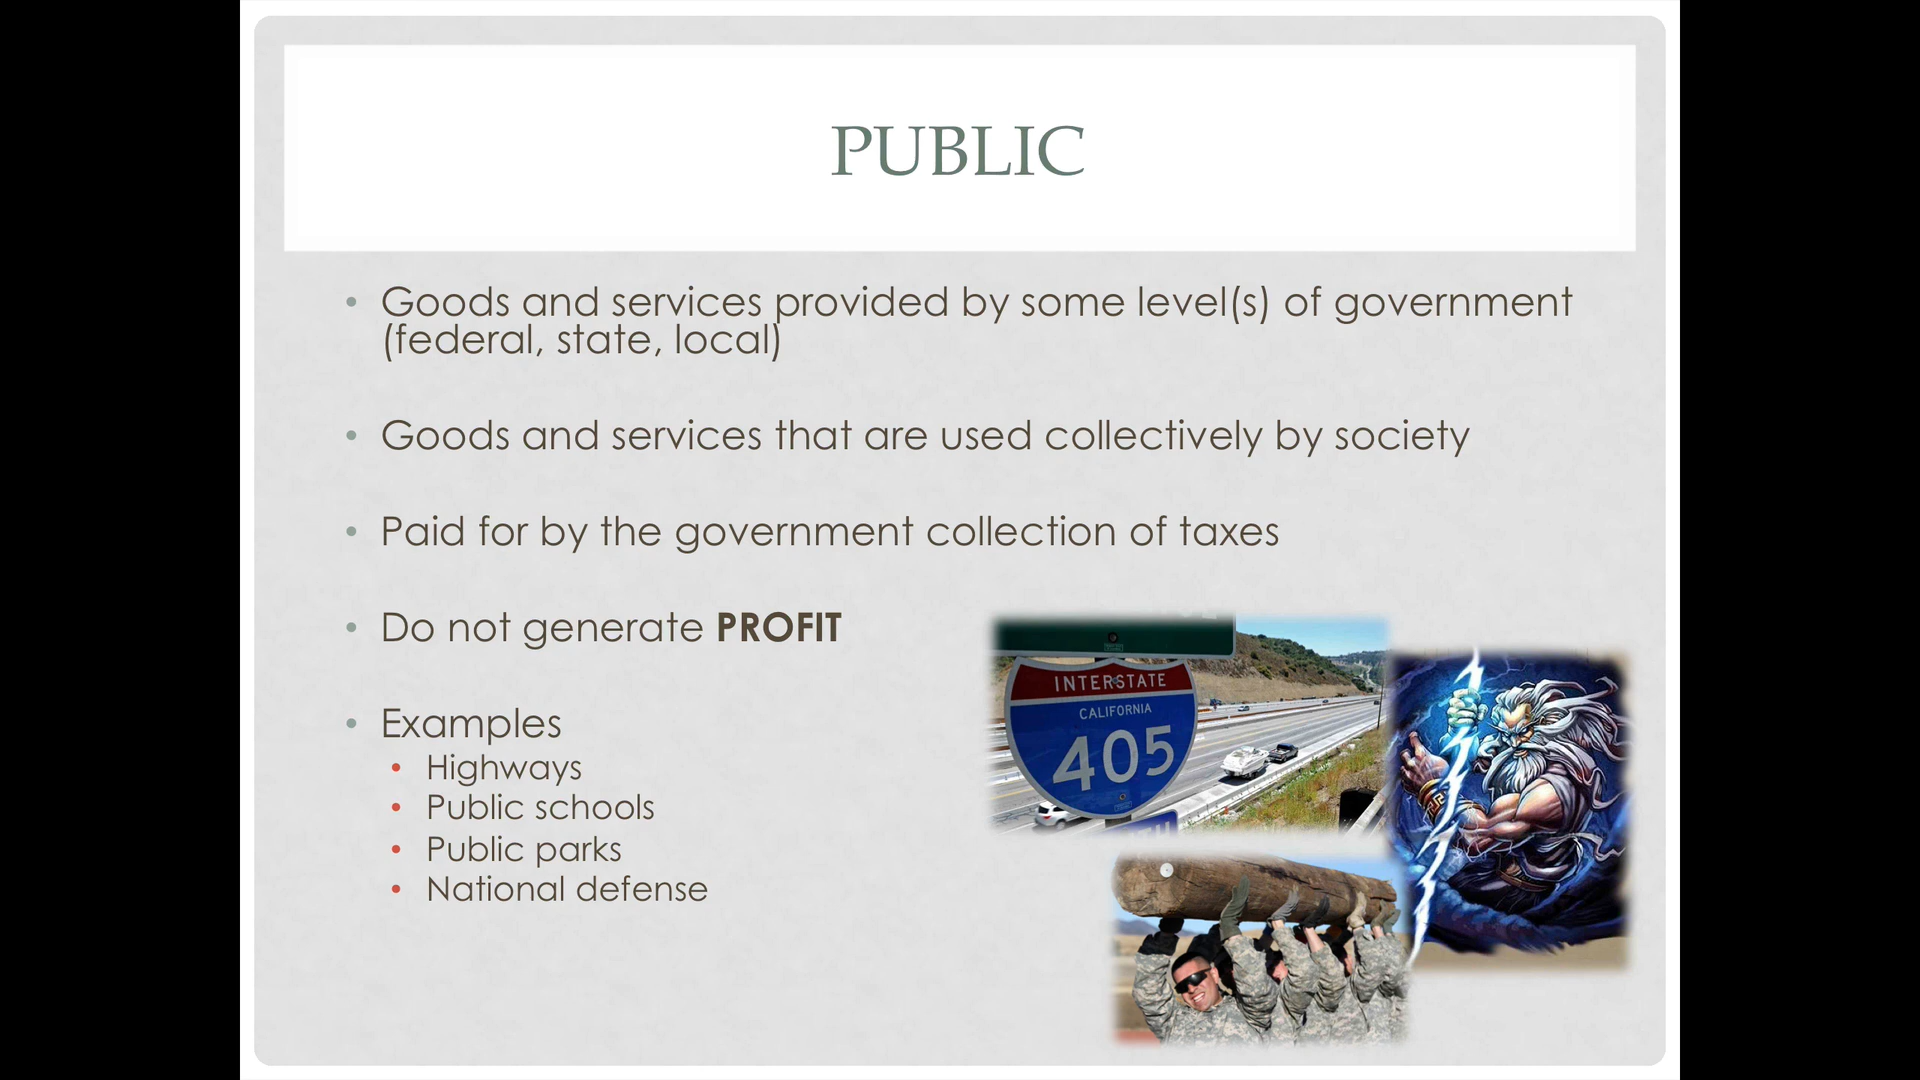 PUBLIC
• Goods and services provided by some level(s) of government
(federal, state, local)
• Goods and services that are used collectively by society
• Paid for by the government collection of taxes
• Do not generate PROFIT
• Examples
• Highways
• Public schools
• Public parks
• National defense
INTERSTATE
CALIFORNIA
405